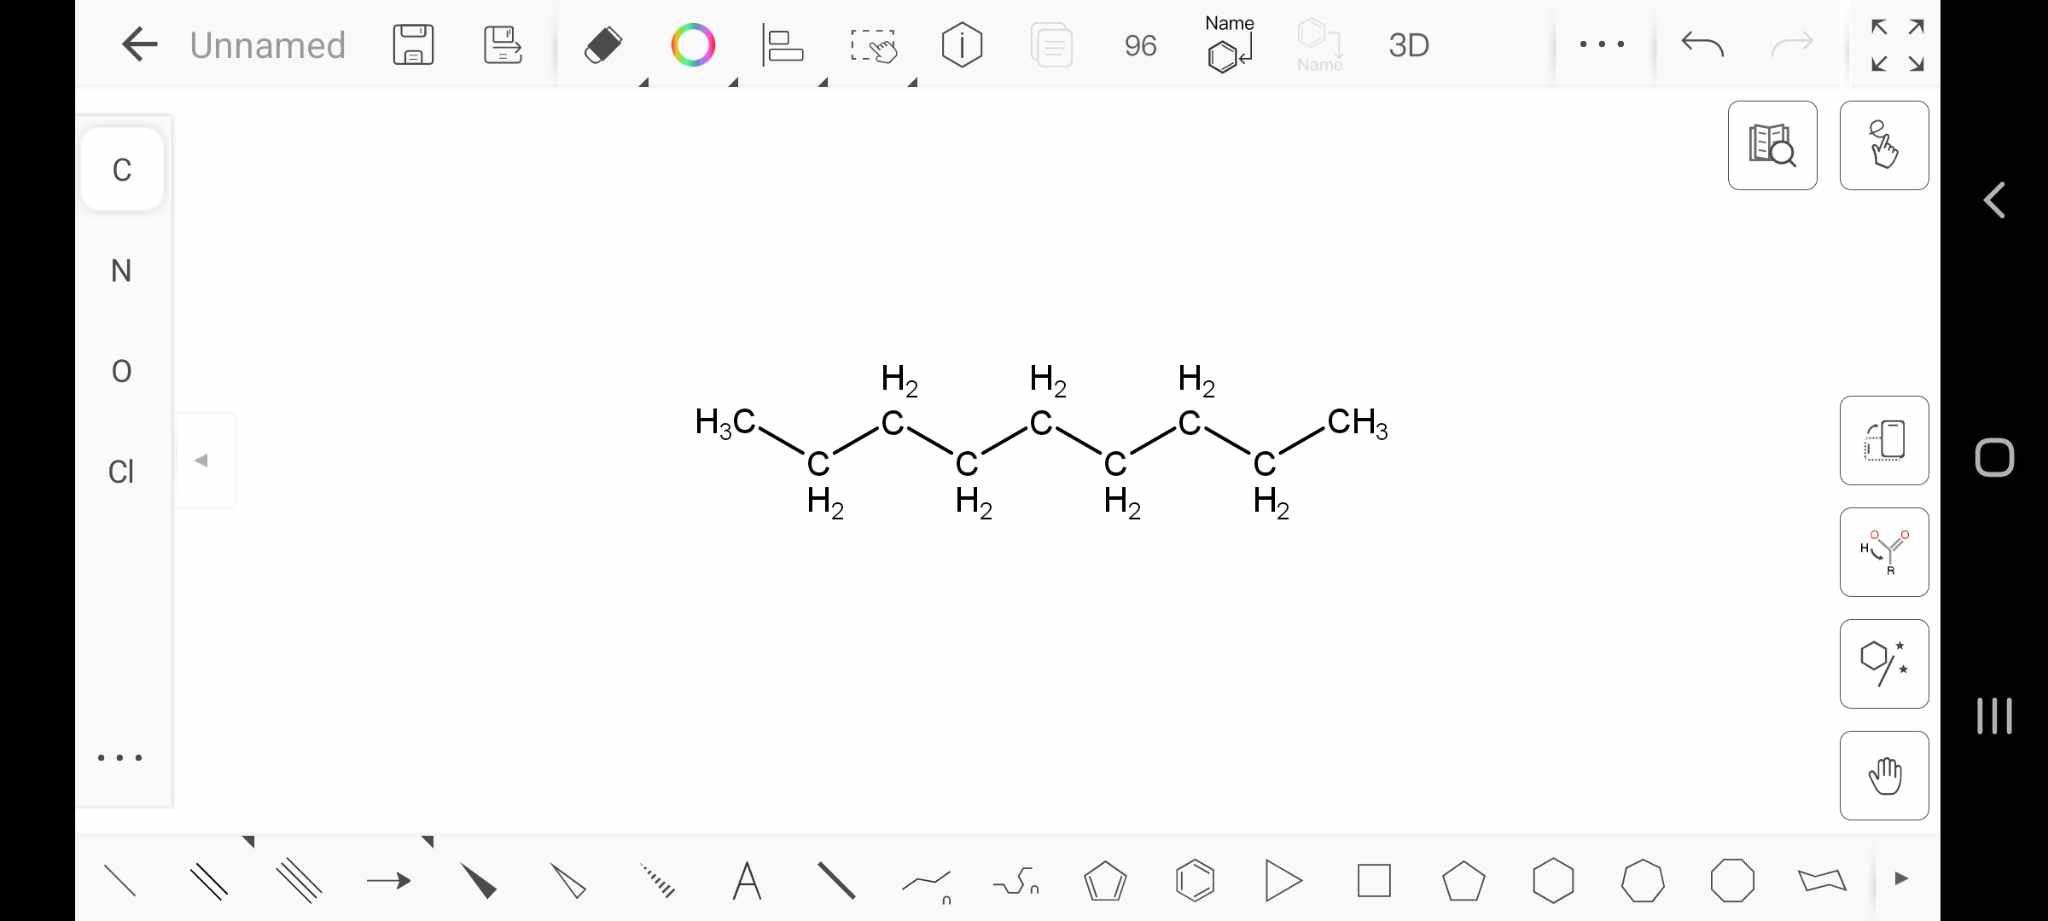 Unnamed
96
Name
Name
3D
C
N
O
Cl
H2 H2 H2
H3C C C C CH3
C C C C
H2 H2 H2 H2
O O
H
R
A
n
n